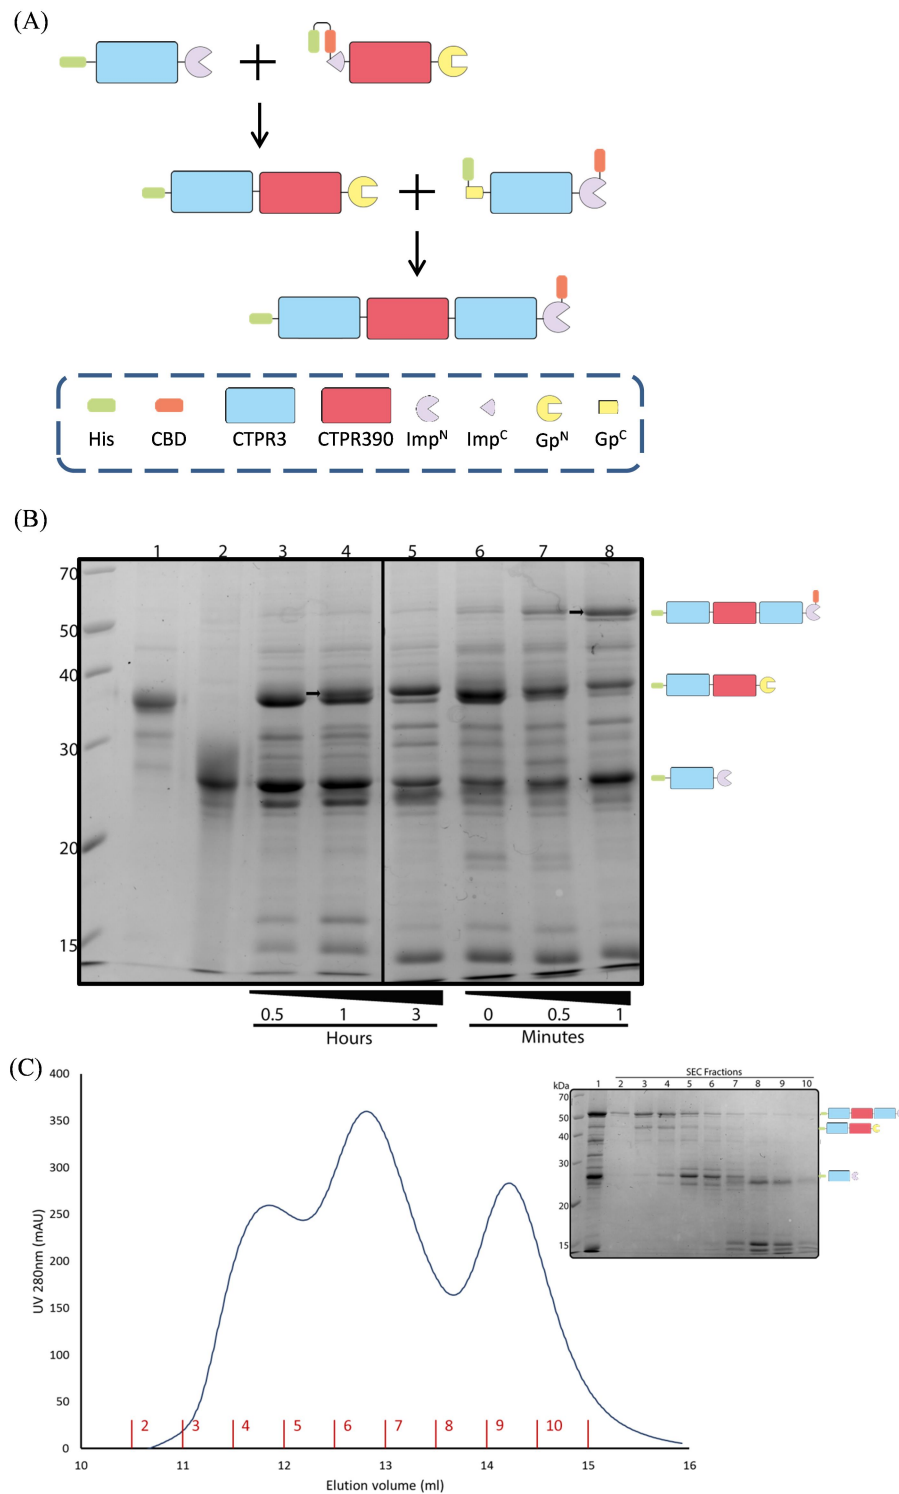 (A)
His CBD CTPR3 CTPR390 Imp^N Imp^C Gp^N Gp^C
(B)
1 2 3 4 5 6 7 8
70
50
40
30
20
15
0.5 1 3 0 0.5 1
Hours Minutes
(C)
SEC Fractions
kDa 1 2 3 4 5 6 7 8 9 10
70
50
40
30
20
15
400
350
300
250
200
150
100
50
0
UV 280nm (mAU)
2 3 4 5 6 7 8 9 10
10 11 12 13 14 15 16
Elution volume (ml)